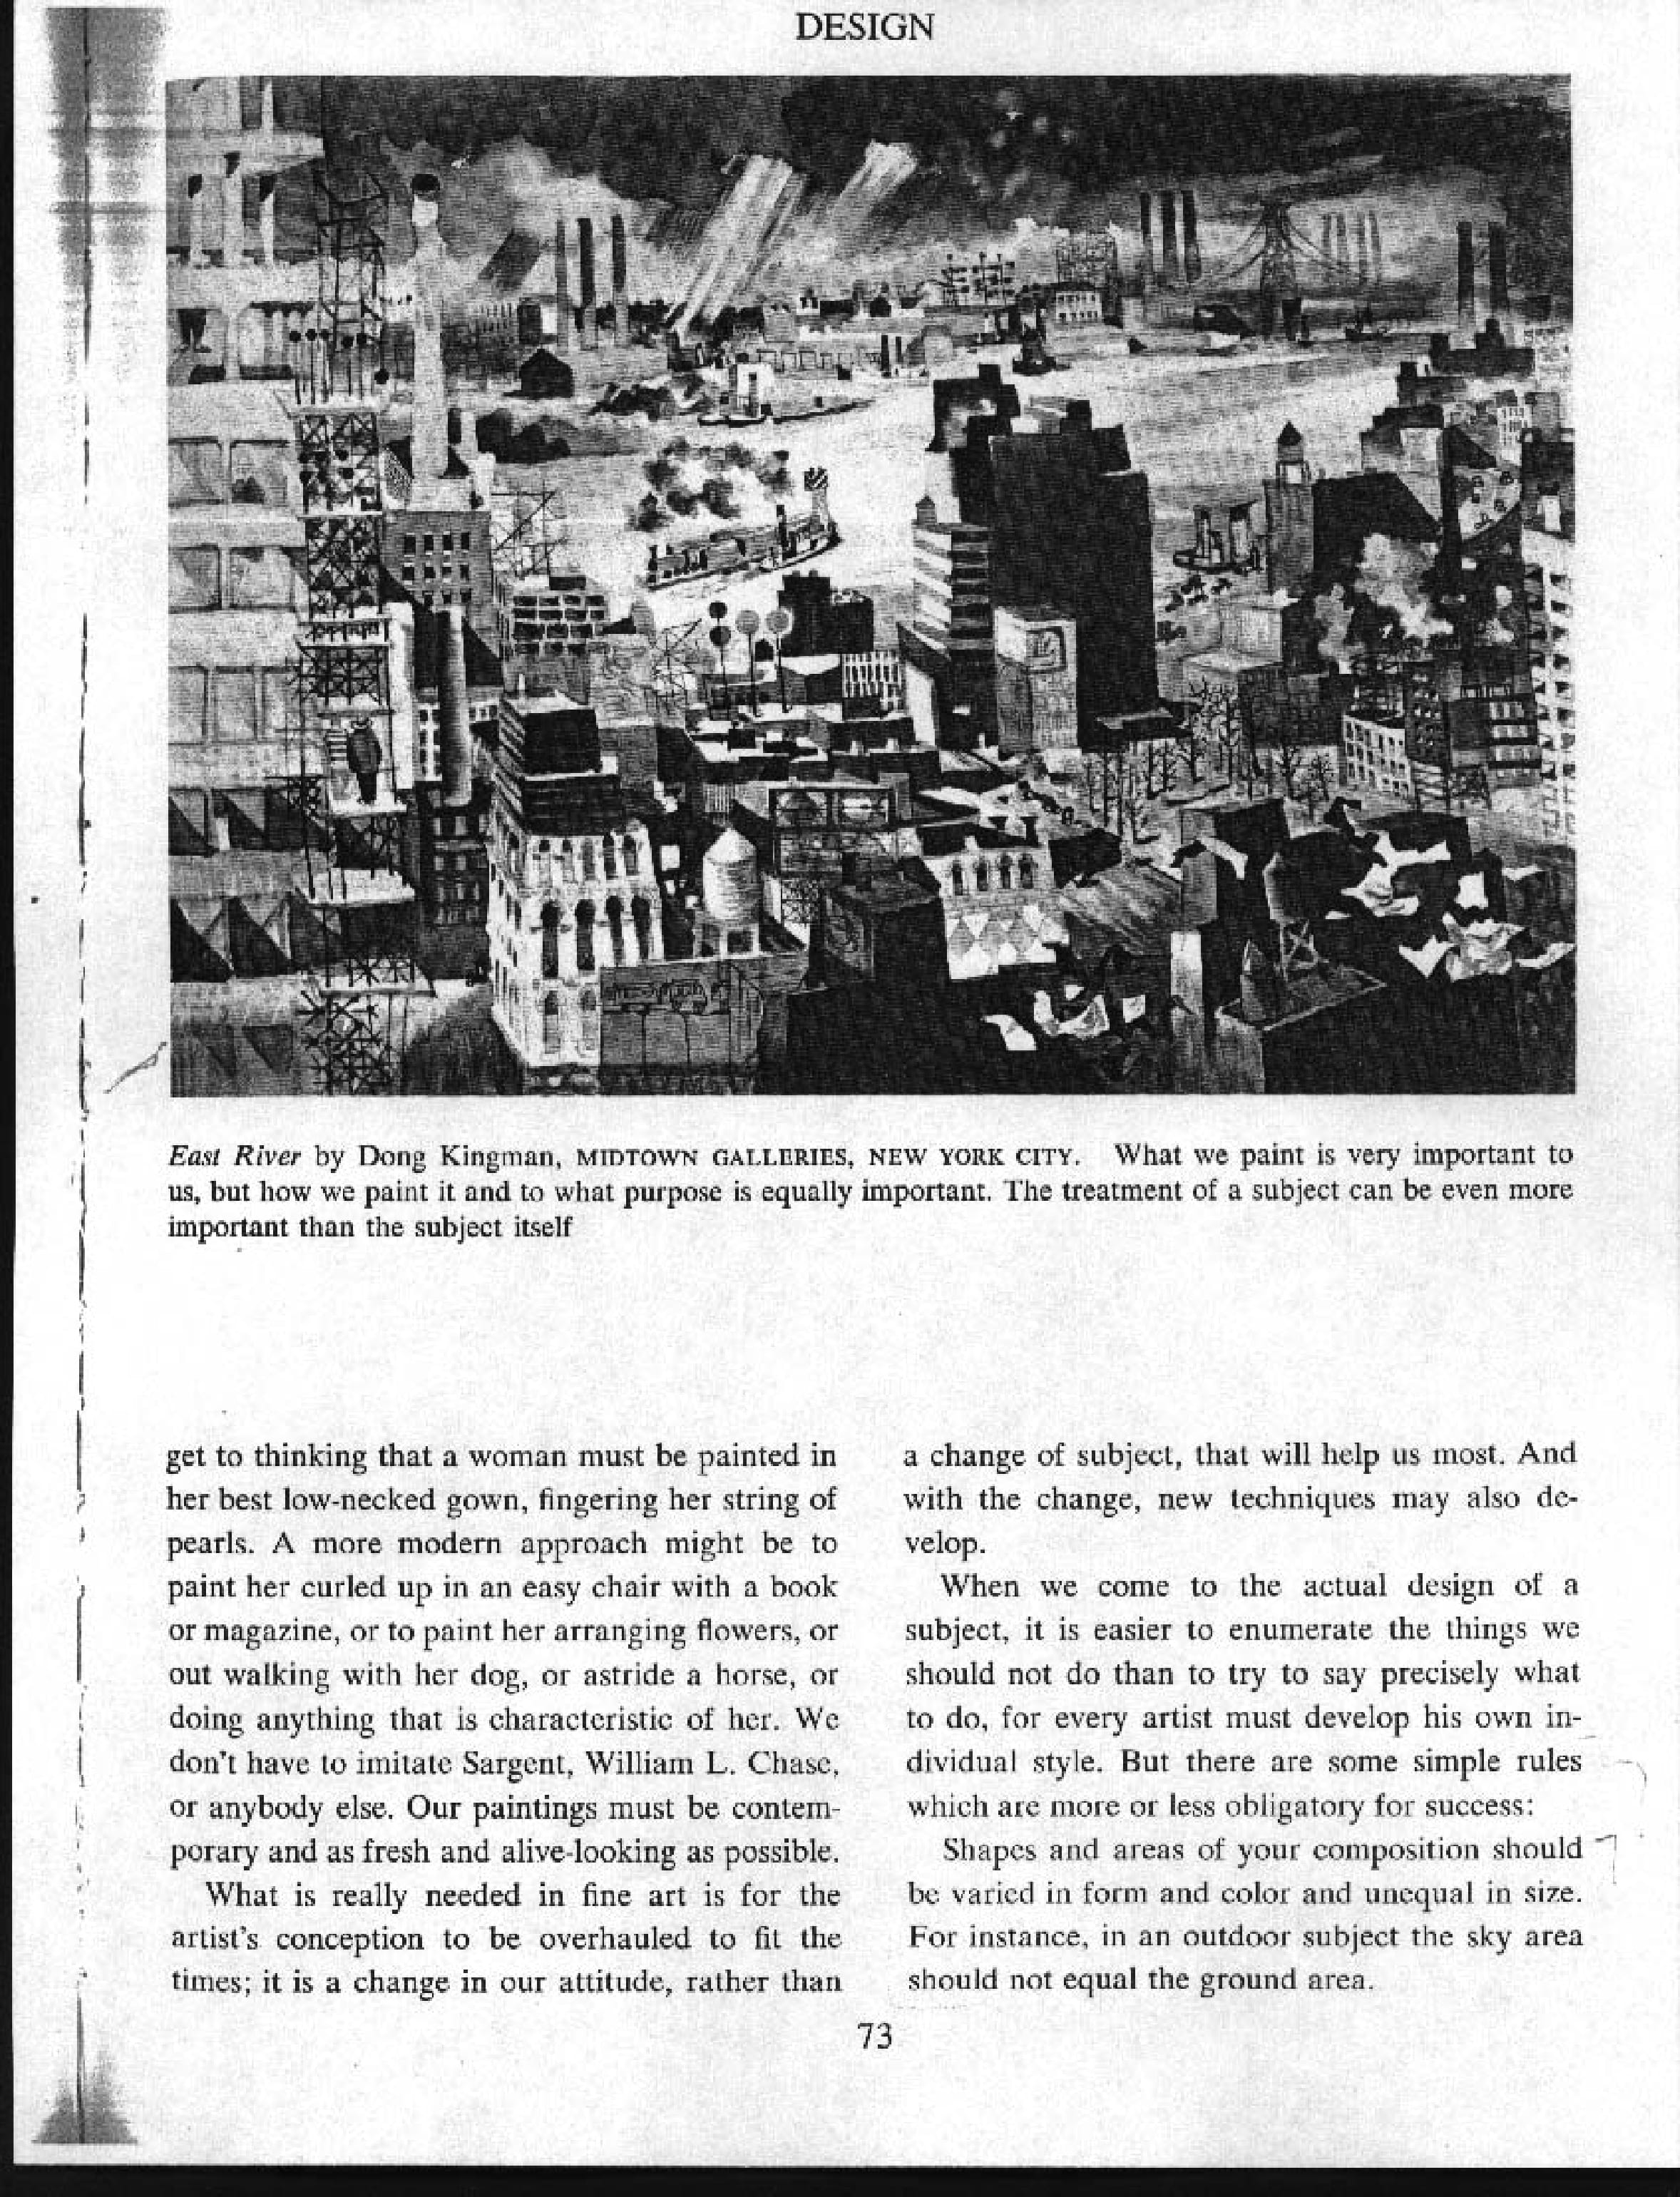 DESIGN
East River by Dong Kingman, MIDTOWN GALLERIES, NEW YORK CITY. What we paint is very important to
us, but how we paint it and to what purpose is equally important. The treatment of a subject can be even more
important than the subject itself
get to thinking that a woman must be painted in
her best low-necked gown, fingering her string of
pearls. A more modern approach might be to
paint her curled up in an easy chair with a book
or magazine, or to paint her arranging flowers, or
out walking with her dog, or astride a horse, or
doing anything that is characteristic of her. We
don't have to imitate Sargent, William L. Chase,
or anybody else. Our paintings must be contem-
porary and as fresh and alive-looking as possible.
What is really needed in fine art is for the
artist's conception to be overhauled to fit the
times; it is a change in our attitude, rather than
a change of subject, that will help us most. And
with the change, new techniques may also de-
velop.
When we come to the actual design of a
subject, it is easier to enumerate the things we
should not do than to try to say precisely what
to do, for every artist must develop his own in-
dividual style. But there are some simple rules
which are more or less obligatory for success:
Shapes and areas of your composition should
be varied in form and color and unequal in size.
For instance, in an outdoor subject the sky area
should not equal the ground area.
73